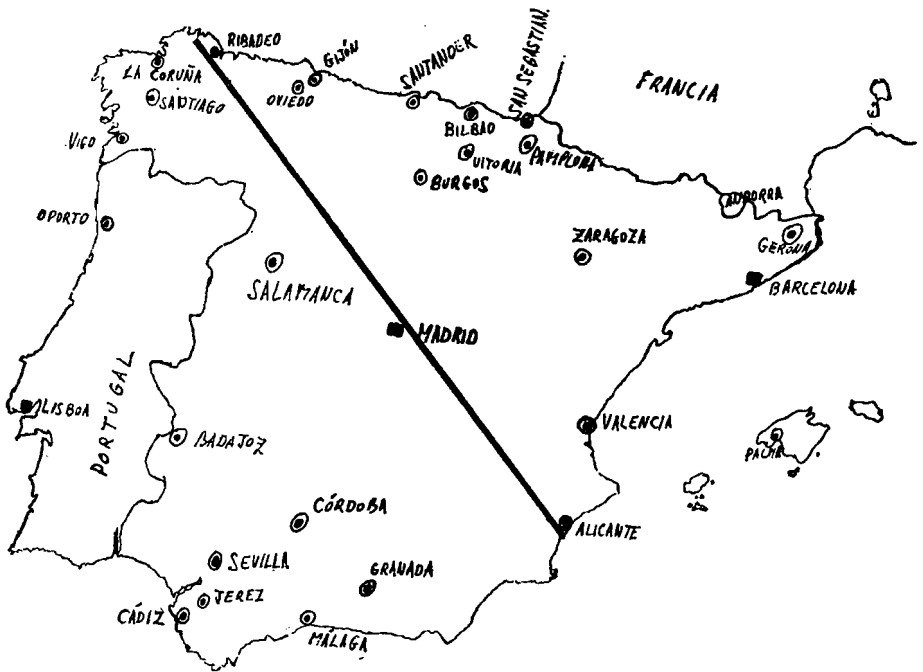 RIBADEO
GIJÓN
LA CORUÑA
SANTIAGO
OVIEDO
SANTANDER
SAN SEBASTIAN.
FRANCIA
BILBAO
VIGO
VITORIA
PAMPLONA
BURGOS
ANDORRA
OPORTO
ZARAGOZA
GERONA
SALAMANCA
BARCELONA
MADRID
PORTUGAL
LISBOA
BADAJOZ
VALENCIA
PALMA
CÓRDOBA
ALICANTE
SEVILLA
GRANADA
JEREZ
CÁDIZ
MÁLAGA